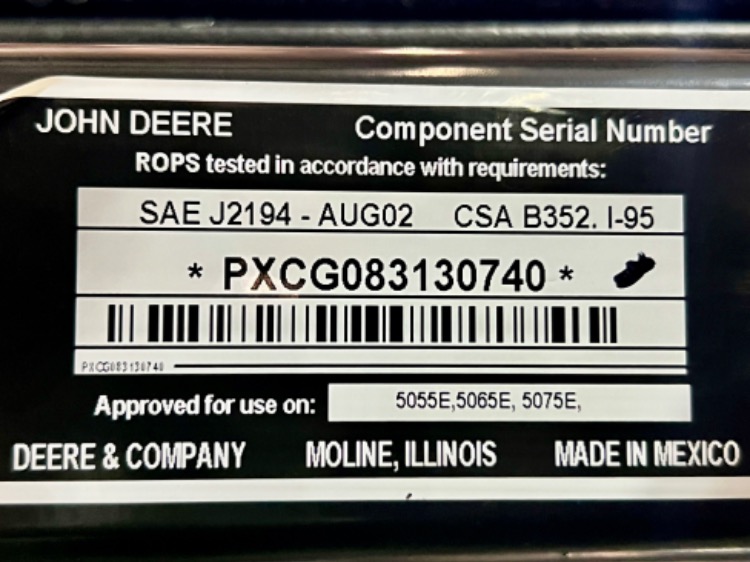 JOHN DEERE Component Serial Number
ROPS tested in accordance with requirements:
SAE J2194 - AUG02 CSA B352. I-95
* PXCG083130740 *
PXCG083130740
Approved for use on: 5055E,5065E, 5075E,
DEERE & COMPANY MOLINE, ILLINOIS MADE IN MEXICO